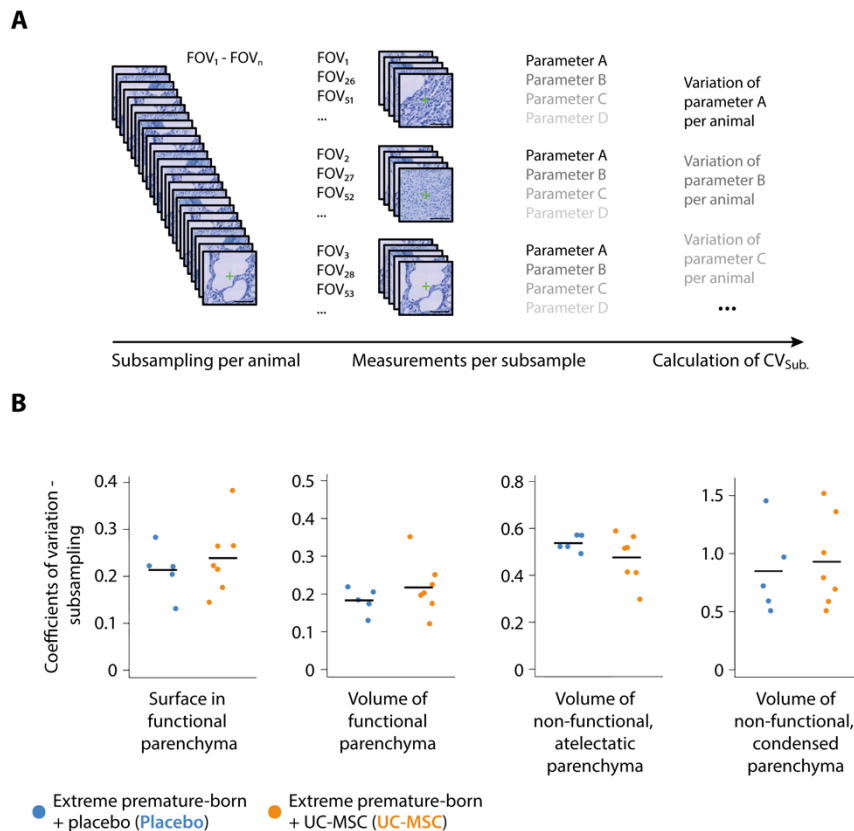 A
FOV1 - FOVn
FOV1
FOV26
FOV51
...
Parameter A
Parameter B
Parameter C
Parameter D
FOV2
FOV27
FOV52
...
Parameter A
Parameter B
Parameter C
Parameter D
FOV3
FOV28
FOV53
...
Parameter A
Parameter B
Parameter C
Parameter D
Variation of
parameter A
per animal
Variation of
parameter B
per animal
Variation of
parameter C
per animal
...
Subsampling per animal
Measurements per subsample
Calculation of CVSub.
B
Coefficients of variation -
subsampling
0.4
0.3
0.2
0.1
0
Surface in
functional
parenchyma
0.5
0.4
0.3
0.2
0.1
0
Volume of
functional
parenchyma
0.8
0.6
0.4
0.2
0
Volume of
non-functional,
atelectatic
parenchyma
1.5
1.0
0.5
0
Volume of
non-functional,
condensed
parenchyma
Extreme premature-born
+ placebo (Placebo)
Extreme premature-born
+ UC-MSC (UC-MSC)